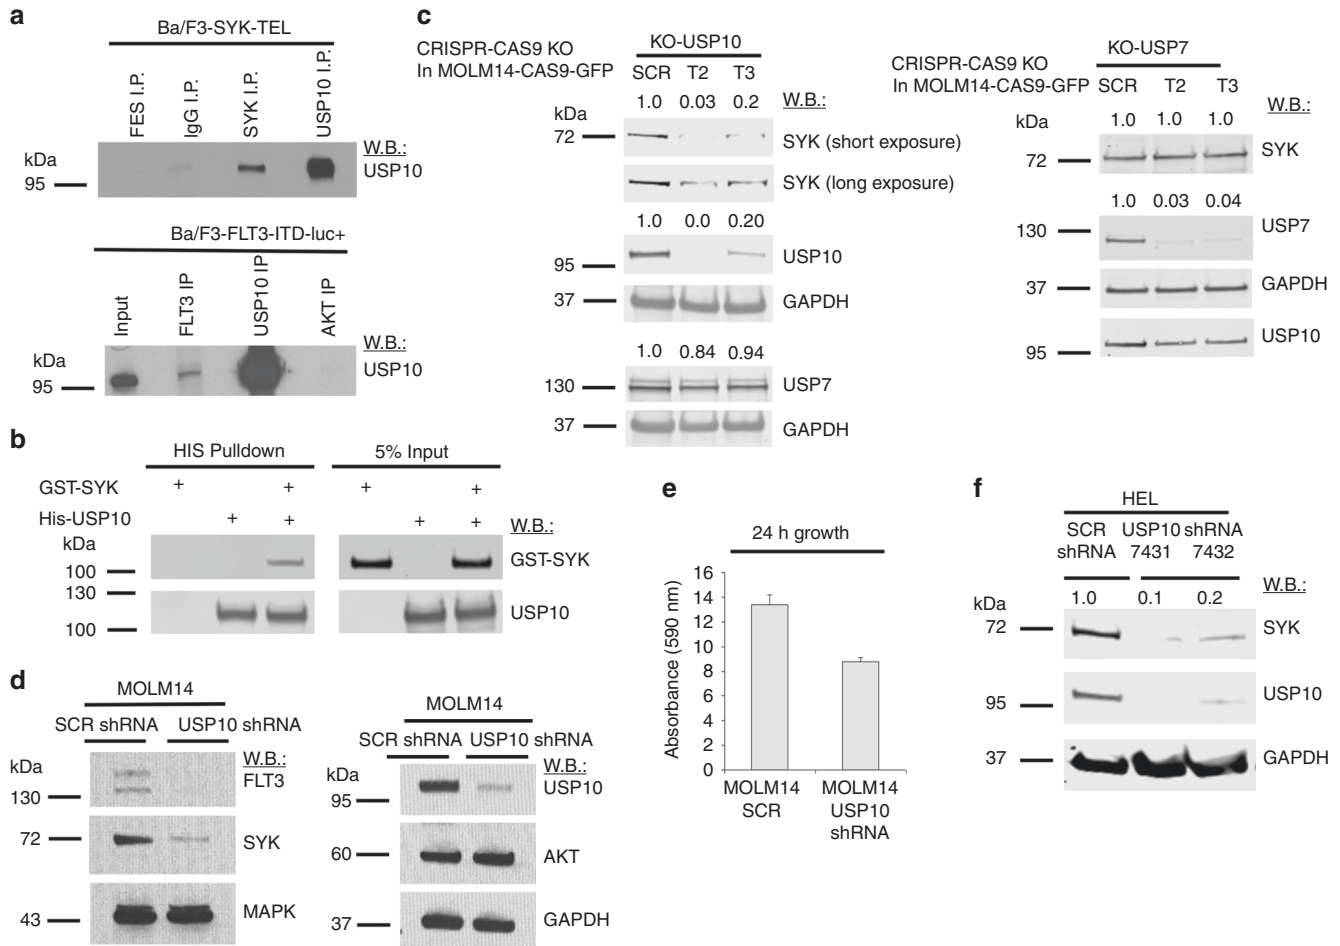 a
Ba/F3-SYK-TEL
FES I.P.
IgG I.P.
SYK I.P.
USP10 I.P.
kDa
95
W.B.:
USP10
Ba/F3-FLT3-ITD-luc+
Input
FLT3 IP
USP10 IP
AKT IP
kDa
95
W.B.:
USP10
b
HIS Pulldown
5% Input
GST-SYK + + + +
His-USP10 + + + +
W.B.:
kDa
100
GST-SYK
130
100
USP10
c
CRISPR-CAS9 KO
In MOLM14-CAS9-GFP
KO-USP10
SCR T2 T3
1.0 0.03 0.2
W.B.:
kDa
72
SYK (short exposure)
SYK (long exposure)
1.0 0.0 0.20
95
USP10
37
GAPDH
1.0 0.84 0.94
130
USP7
37
GAPDH
CRISPR-CAS9 KO
In MOLM14-CAS9-GFP
KO-USP7
SCR T2 T3
W.B.:
kDa
1.0 1.0 1.0
72
SYK
1.0 0.03 0.04
130
USP7
37
GAPDH
95
USP10
d
MOLM14
SCR shRNA USP10 shRNA
W.B.:
kDa
FLT3
130
72
SYK
43
MAPK
MOLM14
SCR shRNA USP10 shRNA
W.B.:
kDa
USP10
95
60
AKT
37
GAPDH
e
24 h growth
Absorbance (590 nm)
16
14
12
10
8
6
4
2
0
MOLM14
SCR
MOLM14
USP10
shRNA
f
HEL
SCR USP10 shRNA
shRNA 7431 7432
W.B.:
1.0 0.1 0.2
kDa
72
SYK
95
USP10
37
GAPDH